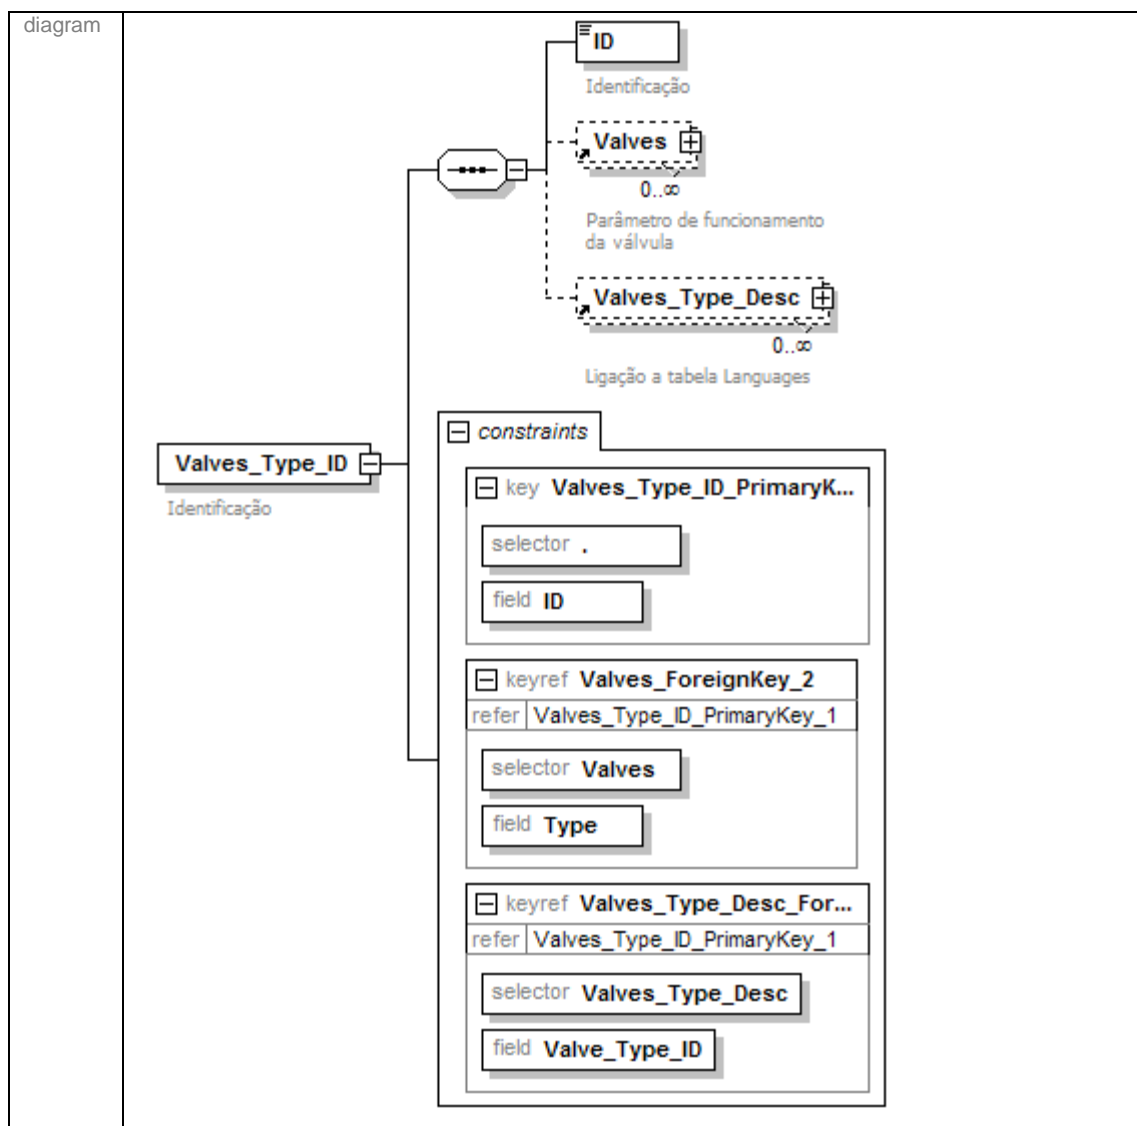 diagram
ID
Identificação
Valves
0..∞
Parâmetro de funcionamento
da válvula
Valves_Type_Desc
0..∞
Ligação a tabela Languages
constraints
Valves_Type_ID
Identificação
key Valves_Type_ID_PrimaryK...
selector .
field ID
keyref Valves_ForeignKey_2
refer Valves_Type_ID_PrimaryKey_1
selector Valves
field Type
keyref Valves_Type_Desc_For...
refer Valves_Type_ID_PrimaryKey_1
selector Valves_Type_Desc
field Valve_Type_ID